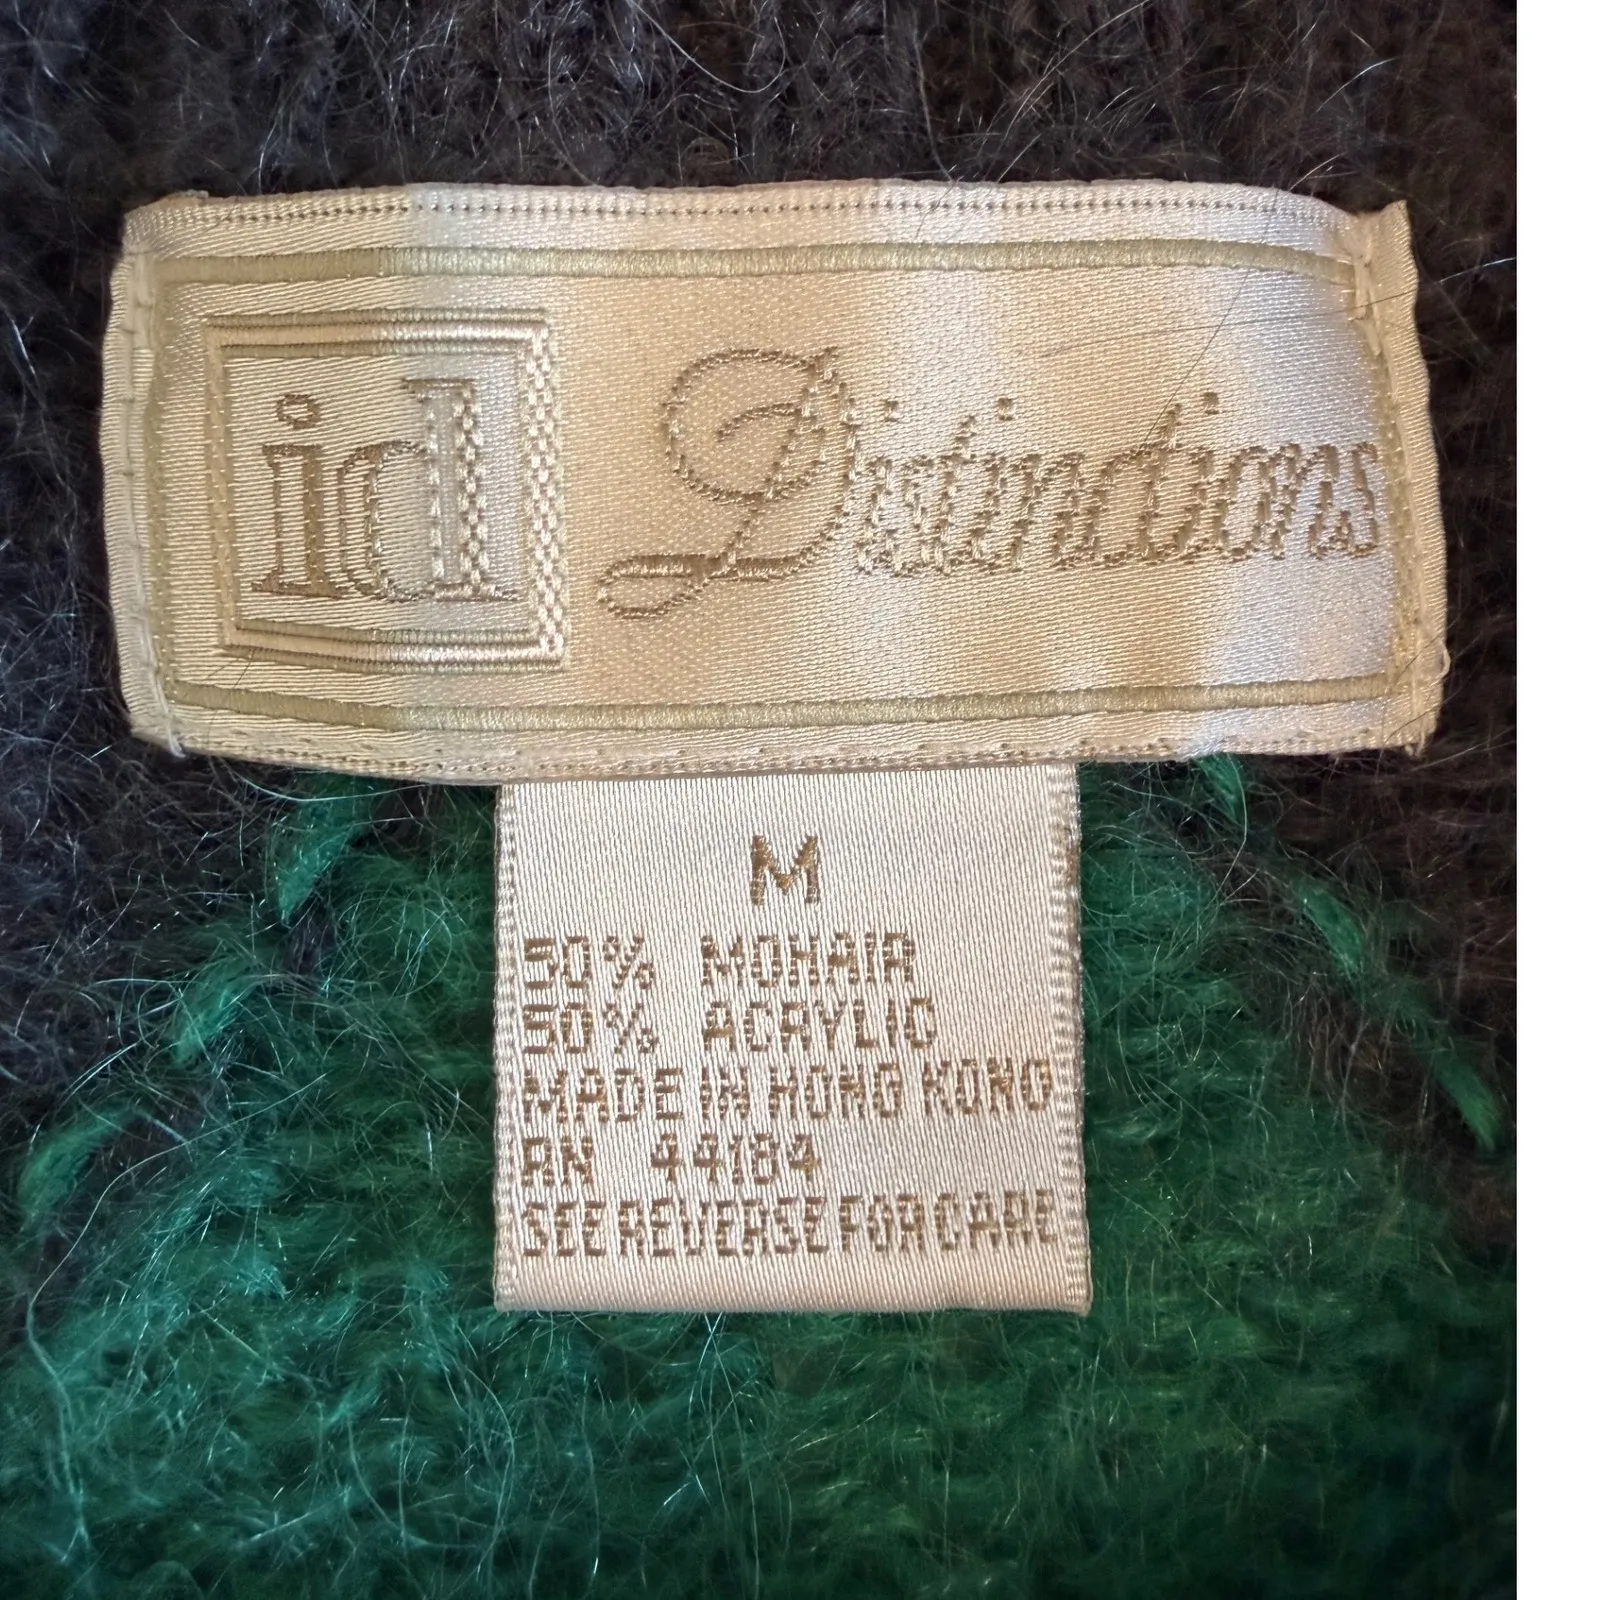 id Distinctions
M
50% MOHAIR
50% ACRYLIC
MADE IN HONG KONG
RN 44184
SEE REVERSE FOR CARE